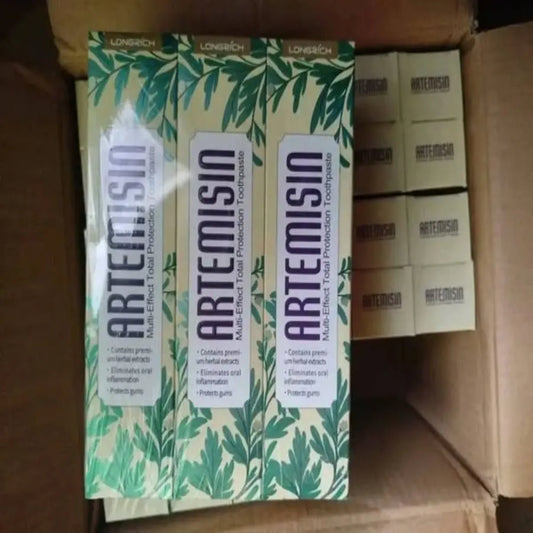 LONGRICH
ARTEMISIN
Multi-Effect Total Protection Toothpaste
• Contains premi-
um herbal extracts
• Eliminates oral
inflammation
• Protects gums
LONGRICH
ARTEMISIN
Multi-Effect Total Protection Toothpaste
• Contains premi-
um herbal extracts
• Eliminates oral
inflammation
• Protects gums
LONGRICH
ARTEMISIN
Multi-Effect Total Protection Toothpaste
• Contains premi-
um herbal extracts
• Eliminates oral
inflammation
• Protects gums
ARTEMISIN
ARTEMISIN
ARTEMISIN
ARTEMISIN
ARTEMISIN
ARTEMISIN
ARTEMISIN
ARTEMISIN